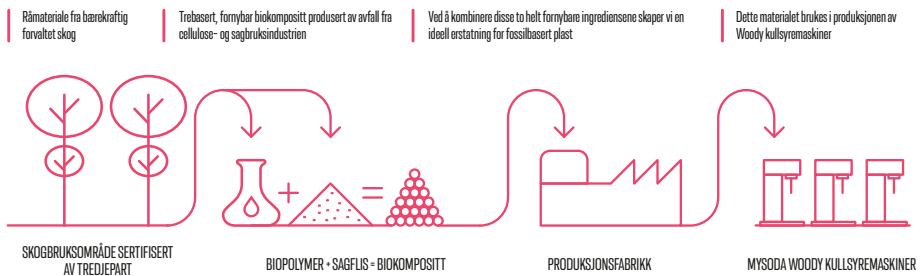 Råmateriale fra bærekraftig
forvaltet skog
Trebasert, fornybar biokompositt produsert av avfall fra
cellulose- og sagbruksindustrien
Ved å kombinere disse to helt fornybare ingrediensene skaper vi en
ideell erstatning for fossilbasert plast
Dette materialet brukes i produksjonen av
Woody kullsyremaskiner
+
=
SKOGBRUKSOMRÅDE SERTIFISERT
AV TREDJEPART
BIOPOLYMER + SAGFLIS = BIOKOMPOSITT
PRODUKSJONSFABRIKK
MYSODA WOODY KULLSYREMASKINER